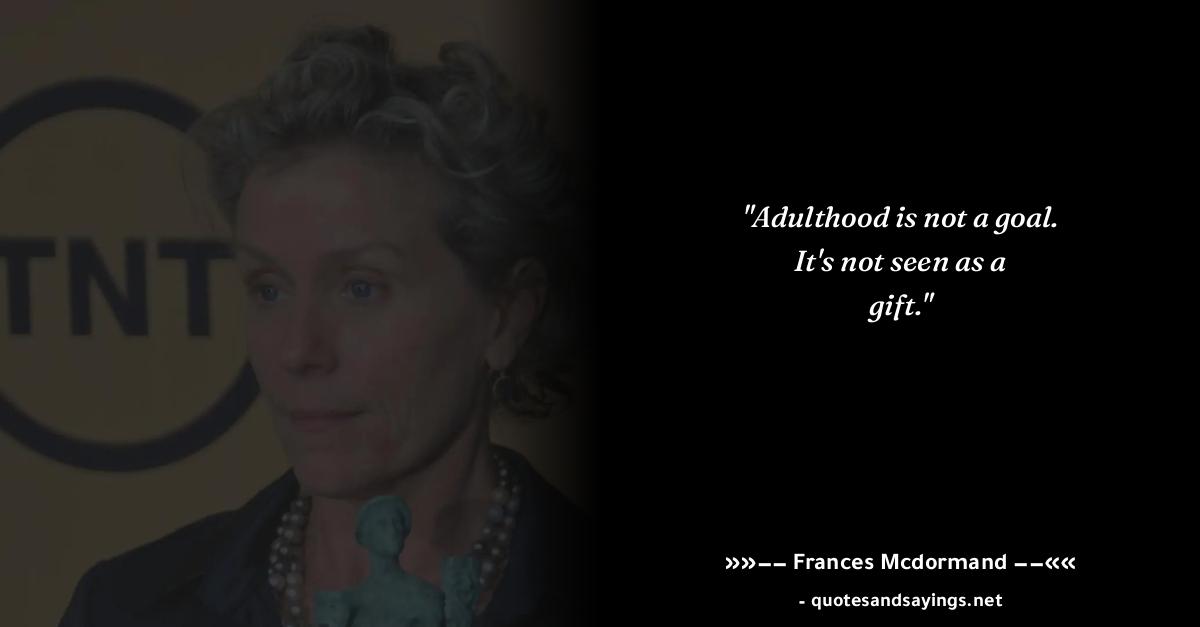 TNT
"Adulthood is not a goal.
It's not seen as a
gift."
»»−− Frances Mcdormand −−««
- quotesandsayings.net